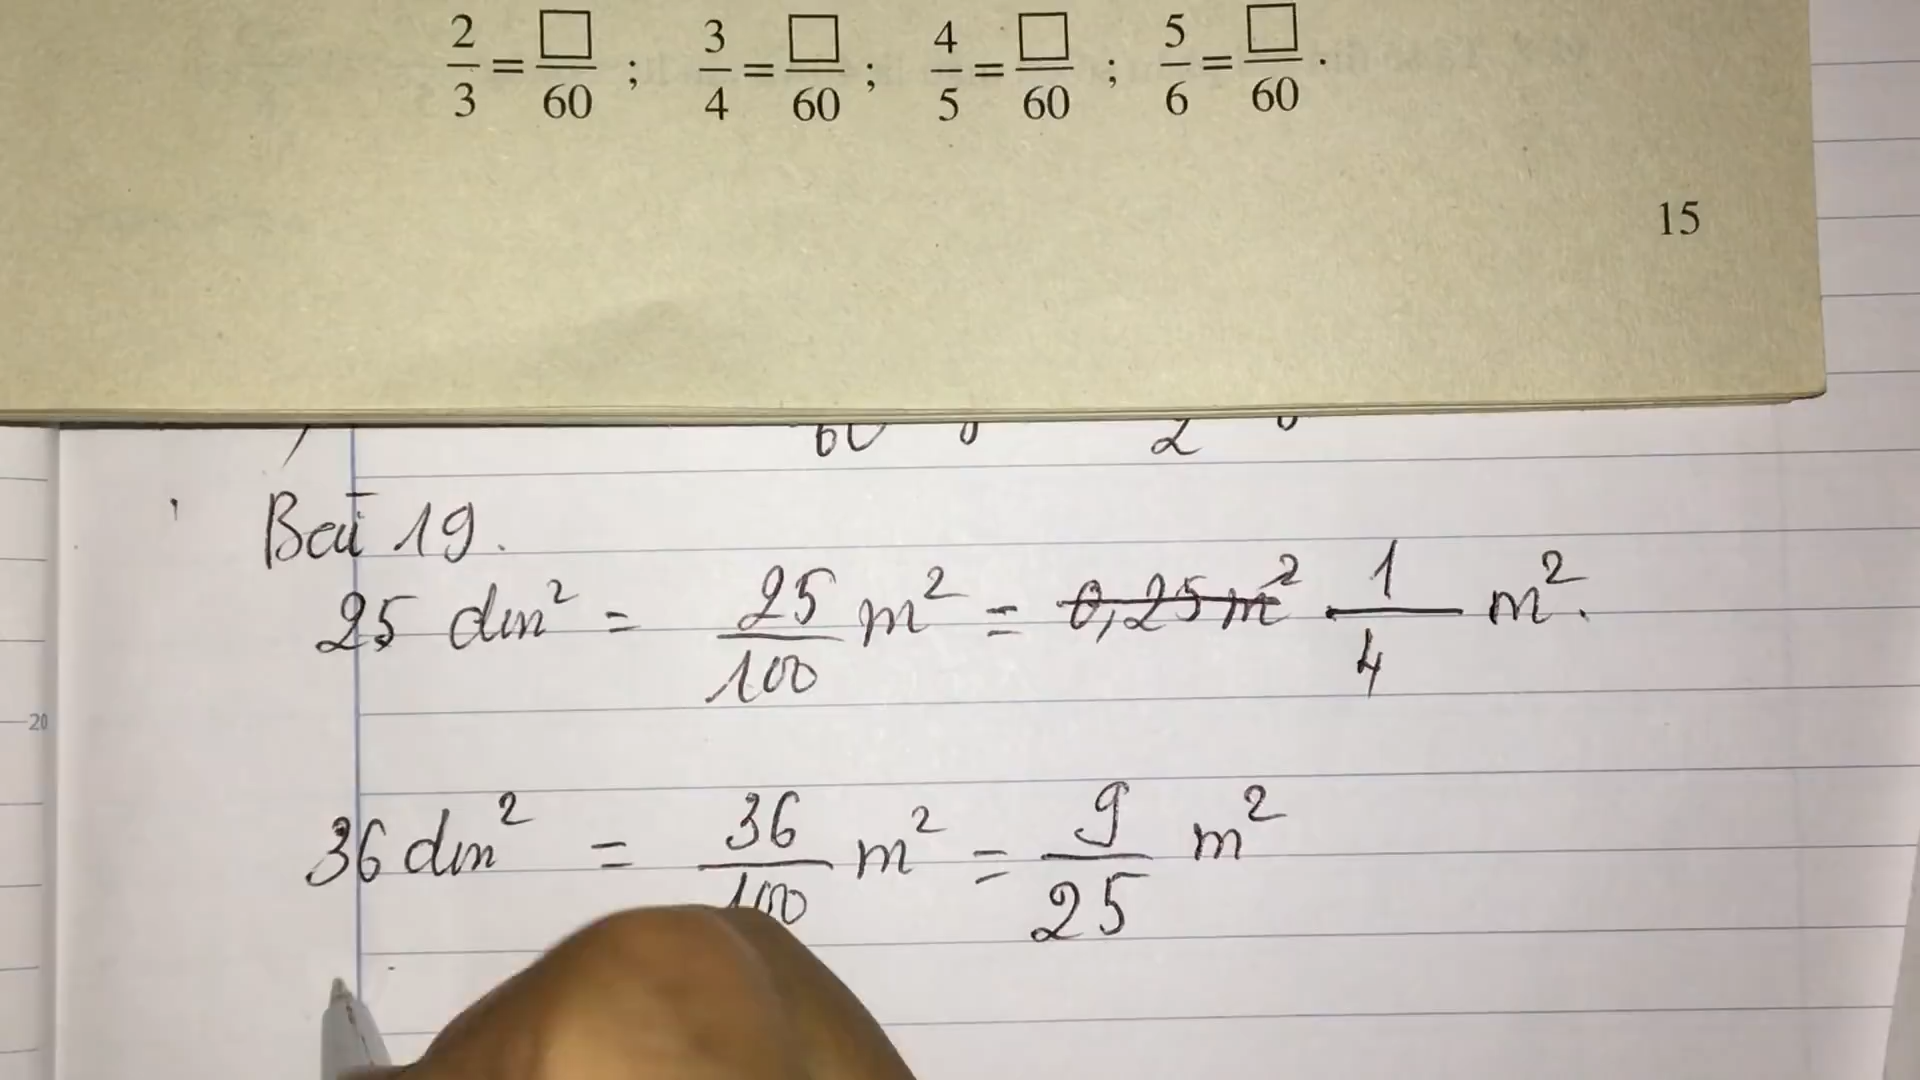 2/3 = □/60 ; 3/4 = □/60 ; 4/5 = □/60 ; 5/6 = □/60 .
15
Bài 19.
20
25 dm² = 25/100 m² = 0,25 m² 1/4 m².
36 dm² = 36/100 m² = 9/25 m²